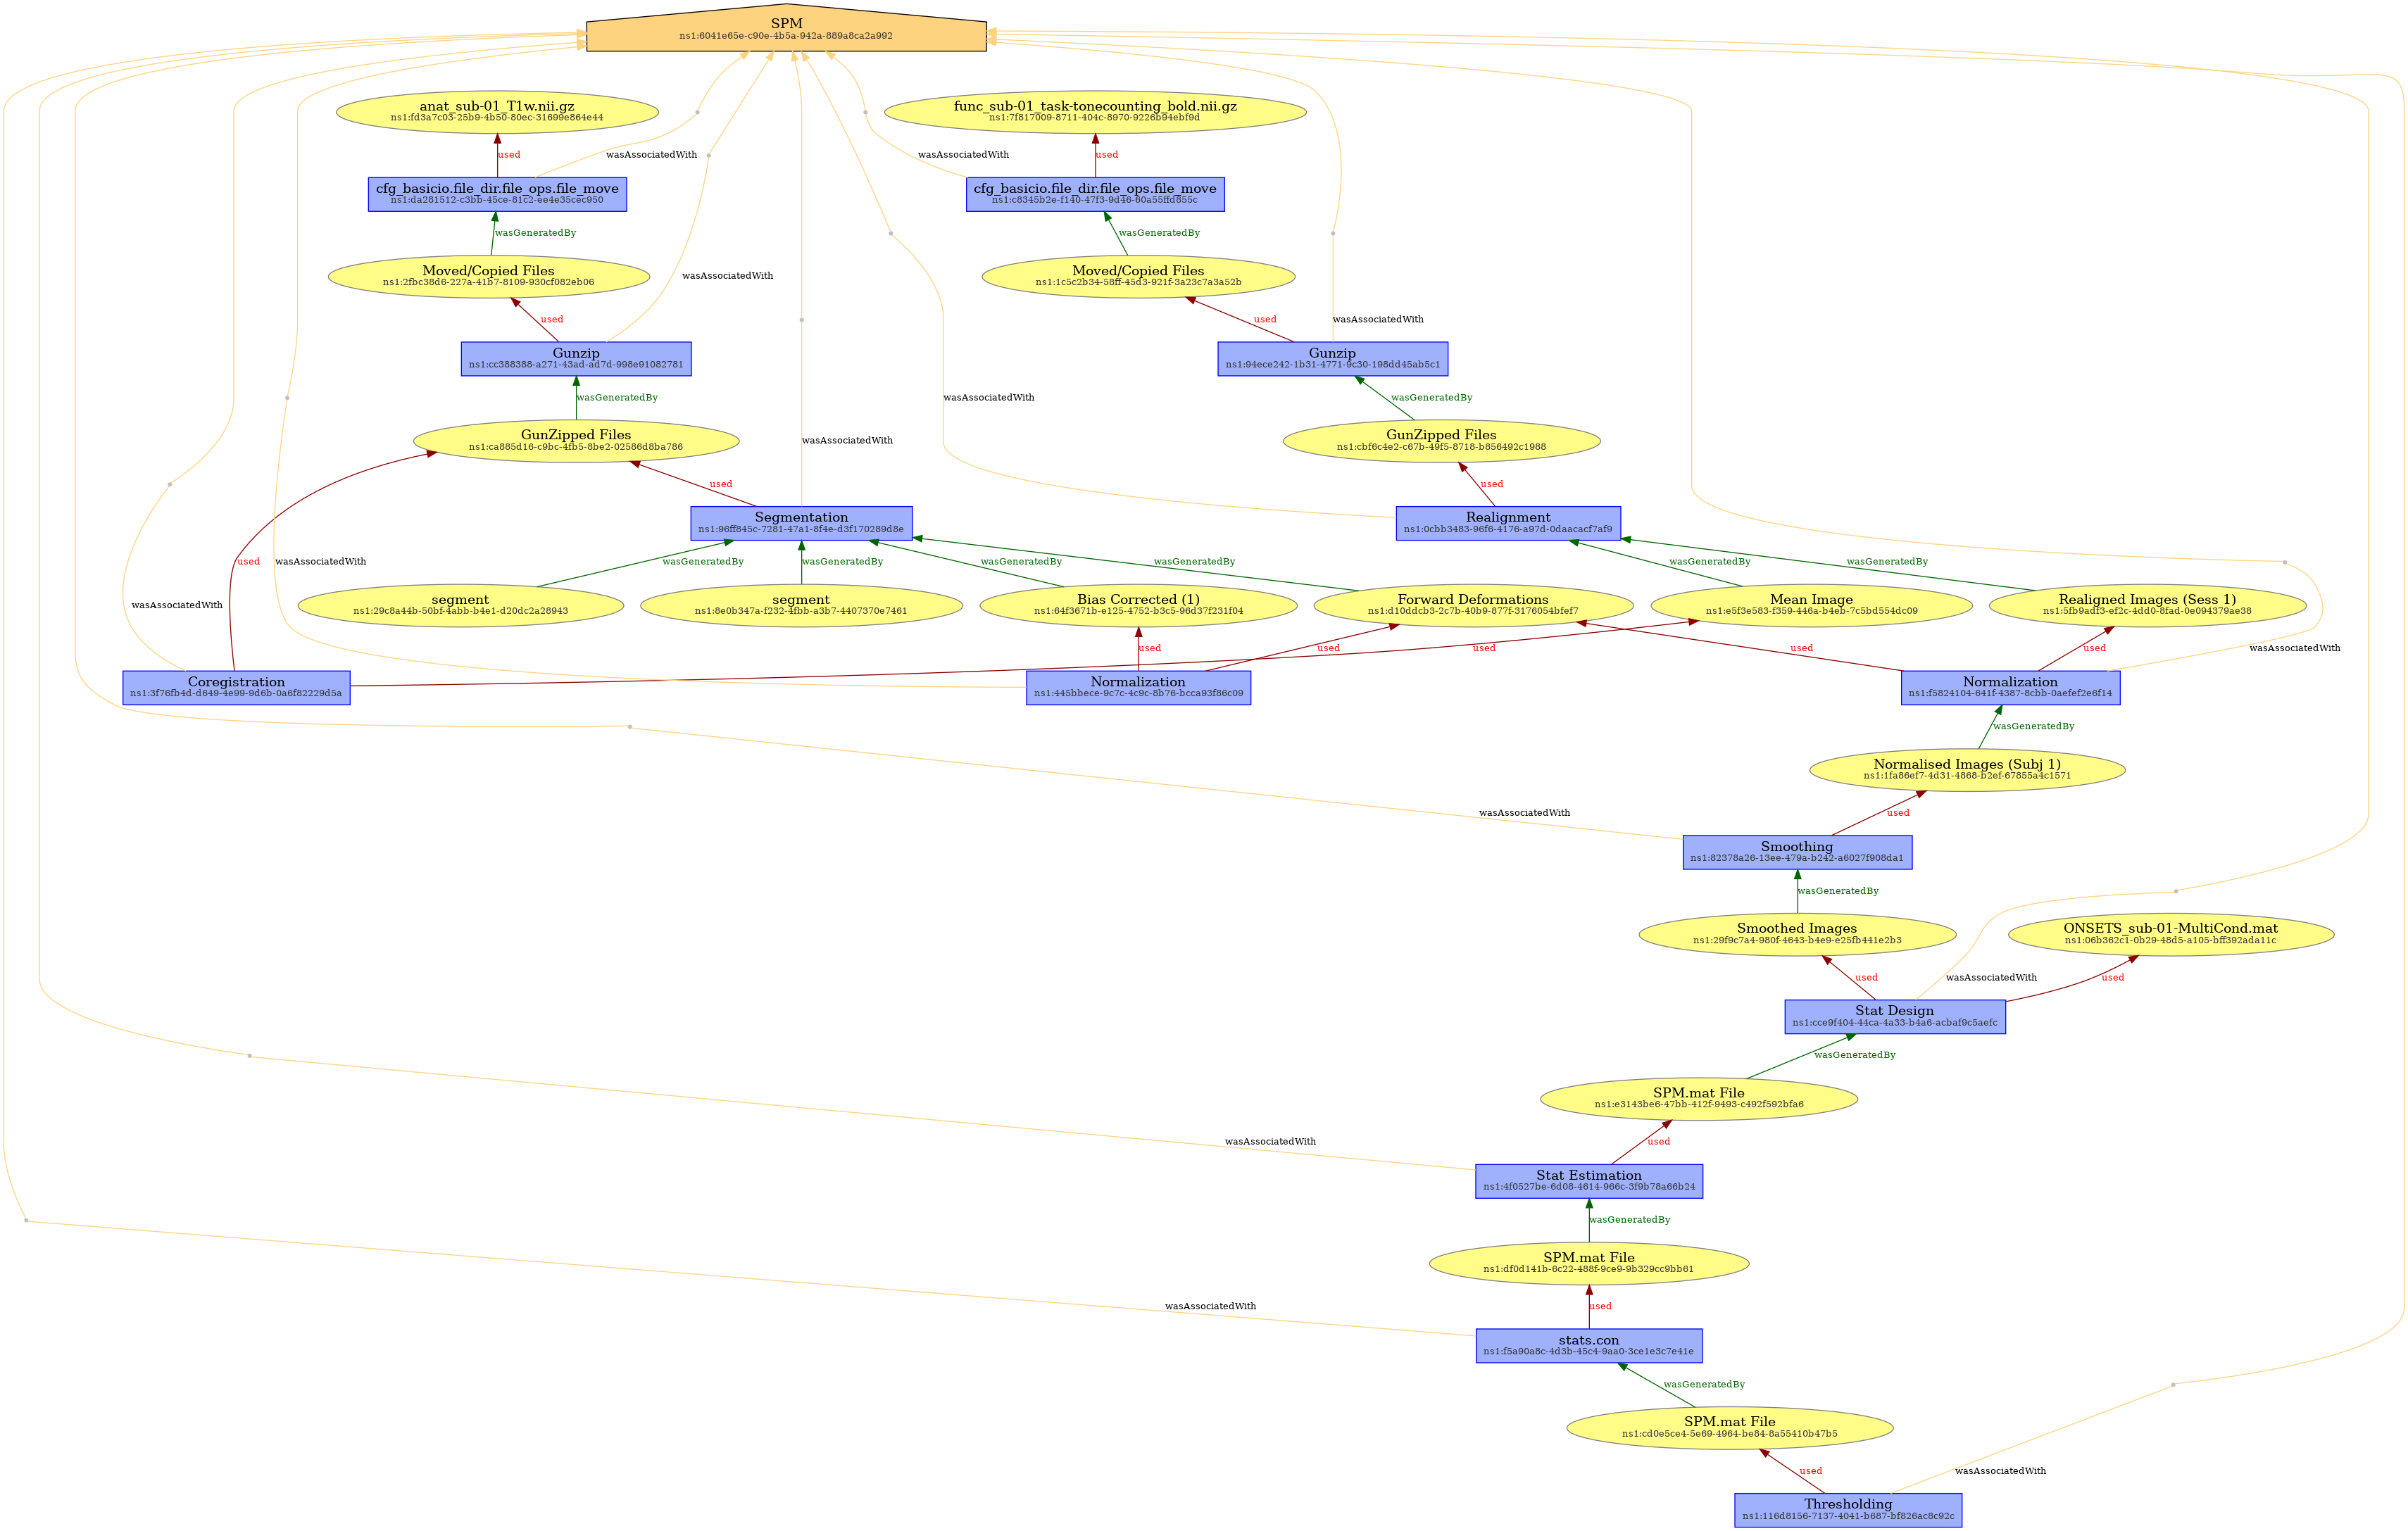 SPM
ns1:6041e65e-c90e-4b5a-942a-889a8ca2a992
anat_sub-01_T1w.nii.gz
ns1:fd3a7c03-25b9-4b50-80ec-31699e864e44
func_sub-01_task-tonecounting_bold.nii.gz
ns1:7f817009-8711-404c-8970-9226b94ebf9d
used
wasAssociatedWith
wasAssociatedWith
used
cfg_basicio.file_dir.file_ops.file_move
ns1:da281512-c3bb-45ce-81c2-ee4e35cec950
cfg_basicio.file_dir.file_ops.file_move
ns1:c8345b2e-f140-47f3-9d46-60a55ffd855c
wasGeneratedBy
wasGeneratedBy
Moved/Copied Files
ns1:2fbc38d6-227a-41b7-8109-930cf082eb06
wasAssociatedWith
Moved/Copied Files
ns1:1c5c2b34-58ff-45d3-921f-3a23c7a3a52b
used
used
wasAssociatedWith
Gunzip
ns1:cc388388-a271-43ad-ad7d-998e91082781
Gunzip
ns1:94ece242-1b31-4771-9c30-198dd45ab5c1
wasGeneratedBy
wasAssociatedWith
wasGeneratedBy
GunZipped Files
ns1:ca885d16-c9bc-4fb5-8be2-02586d8ba786
wasAssociatedWith
GunZipped Files
ns1:cbf6c4e2-c67b-49f5-8718-b856492c1988
used
used
Segmentation
ns1:96ff845c-7281-47a1-8f4e-d3f170289d8e
Realignment
ns1:0cbb3483-96f6-4176-a97d-0daacacf7af9
used
wasAssociatedWith
wasGeneratedBy
wasGeneratedBy
wasGeneratedBy
wasGeneratedBy
wasGeneratedBy
wasGeneratedBy
wasAssociatedWith
segment
ns1:29c8a44b-50bf-4abb-b4e1-d20dc2a28943
segment
ns1:8e0b347a-f232-4fbb-a3b7-4407370e7461
Bias Corrected (1)
ns1:64f3671b-e125-4752-b3c5-96d37f231f04
Forward Deformations
ns1:d10ddcb3-2c7b-40b9-877f-3176054bfef7
Mean Image
ns1:e5f3e583-f359-446a-b4eb-7c5bd554dc09
Realigned Images (Sess 1)
ns1:5fb9adf3-ef2c-4dd0-8fad-0e094379ae38
used
used
used
used
used
wasAssociatedWith
Coregistration
ns1:3f76fb4d-d649-4e99-9d6b-0a6f82229d5a
Normalization
ns1:445bbece-9c7c-4c9c-8b76-bcca93f86c09
Normalization
ns1:f5824104-641f-4387-8cbb-0aefef2e6f14
wasGeneratedBy
Normalised Images (Subj 1)
ns1:1fa86ef7-4d31-4868-b2ef-67855a4c1571
wasAssociatedWith
used
Smoothing
ns1:82378a26-13ee-479a-b242-a6027f908da1
wasGeneratedBy
Smoothed Images
ns1:29f9c7a4-980f-4643-b4e9-e25fb441e2b3
ONSETS_sub-01-MultiCond.mat
ns1:06b362c1-0b29-48d5-a105-bff392ada11c
used
wasAssociatedWith
used
Stat Design
ns1:cce9f404-44ca-4a33-b4a6-acbaf9c5aefc
wasGeneratedBy
SPM.mat File
ns1:e3143be6-47bb-412f-9493-c492f592bfa6
wasAssociatedWith
used
Stat Estimation
ns1:4f0527be-6d08-4614-966c-3f9b78a66b24
wasGeneratedBy
SPM.mat File
ns1:df0d141b-6c22-488f-9ce9-9b329cc9bb61
wasAssociatedWith
used
stats.con
ns1:f5a90a8c-4d3b-45c4-9aa0-3ce1e3c7e41e
wasGeneratedBy
SPM.mat File
ns1:cd0e5ce4-5e69-4964-be84-8a55410b47b5
used
wasAssociatedWith
Thresholding
ns1:116d8156-7137-4041-b687-bf826ac8c92c